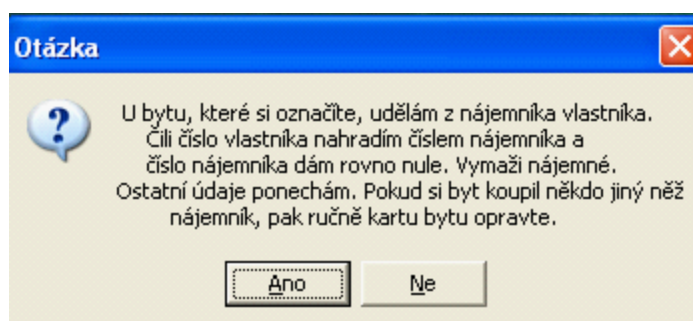 Otázka
U bytu, které si označíte, udělám z nájemníka vlastníka.
Čili číslo vlastníka nahradím číslem nájemníka a
číslo nájemníka dám rovno nule. Vymaži nájemné.
Ostatní údaje ponechám. Pokud si byt koupil někdo jiný něž
nájemník, pak ručně kartu bytu opravte.
Ano
Ne